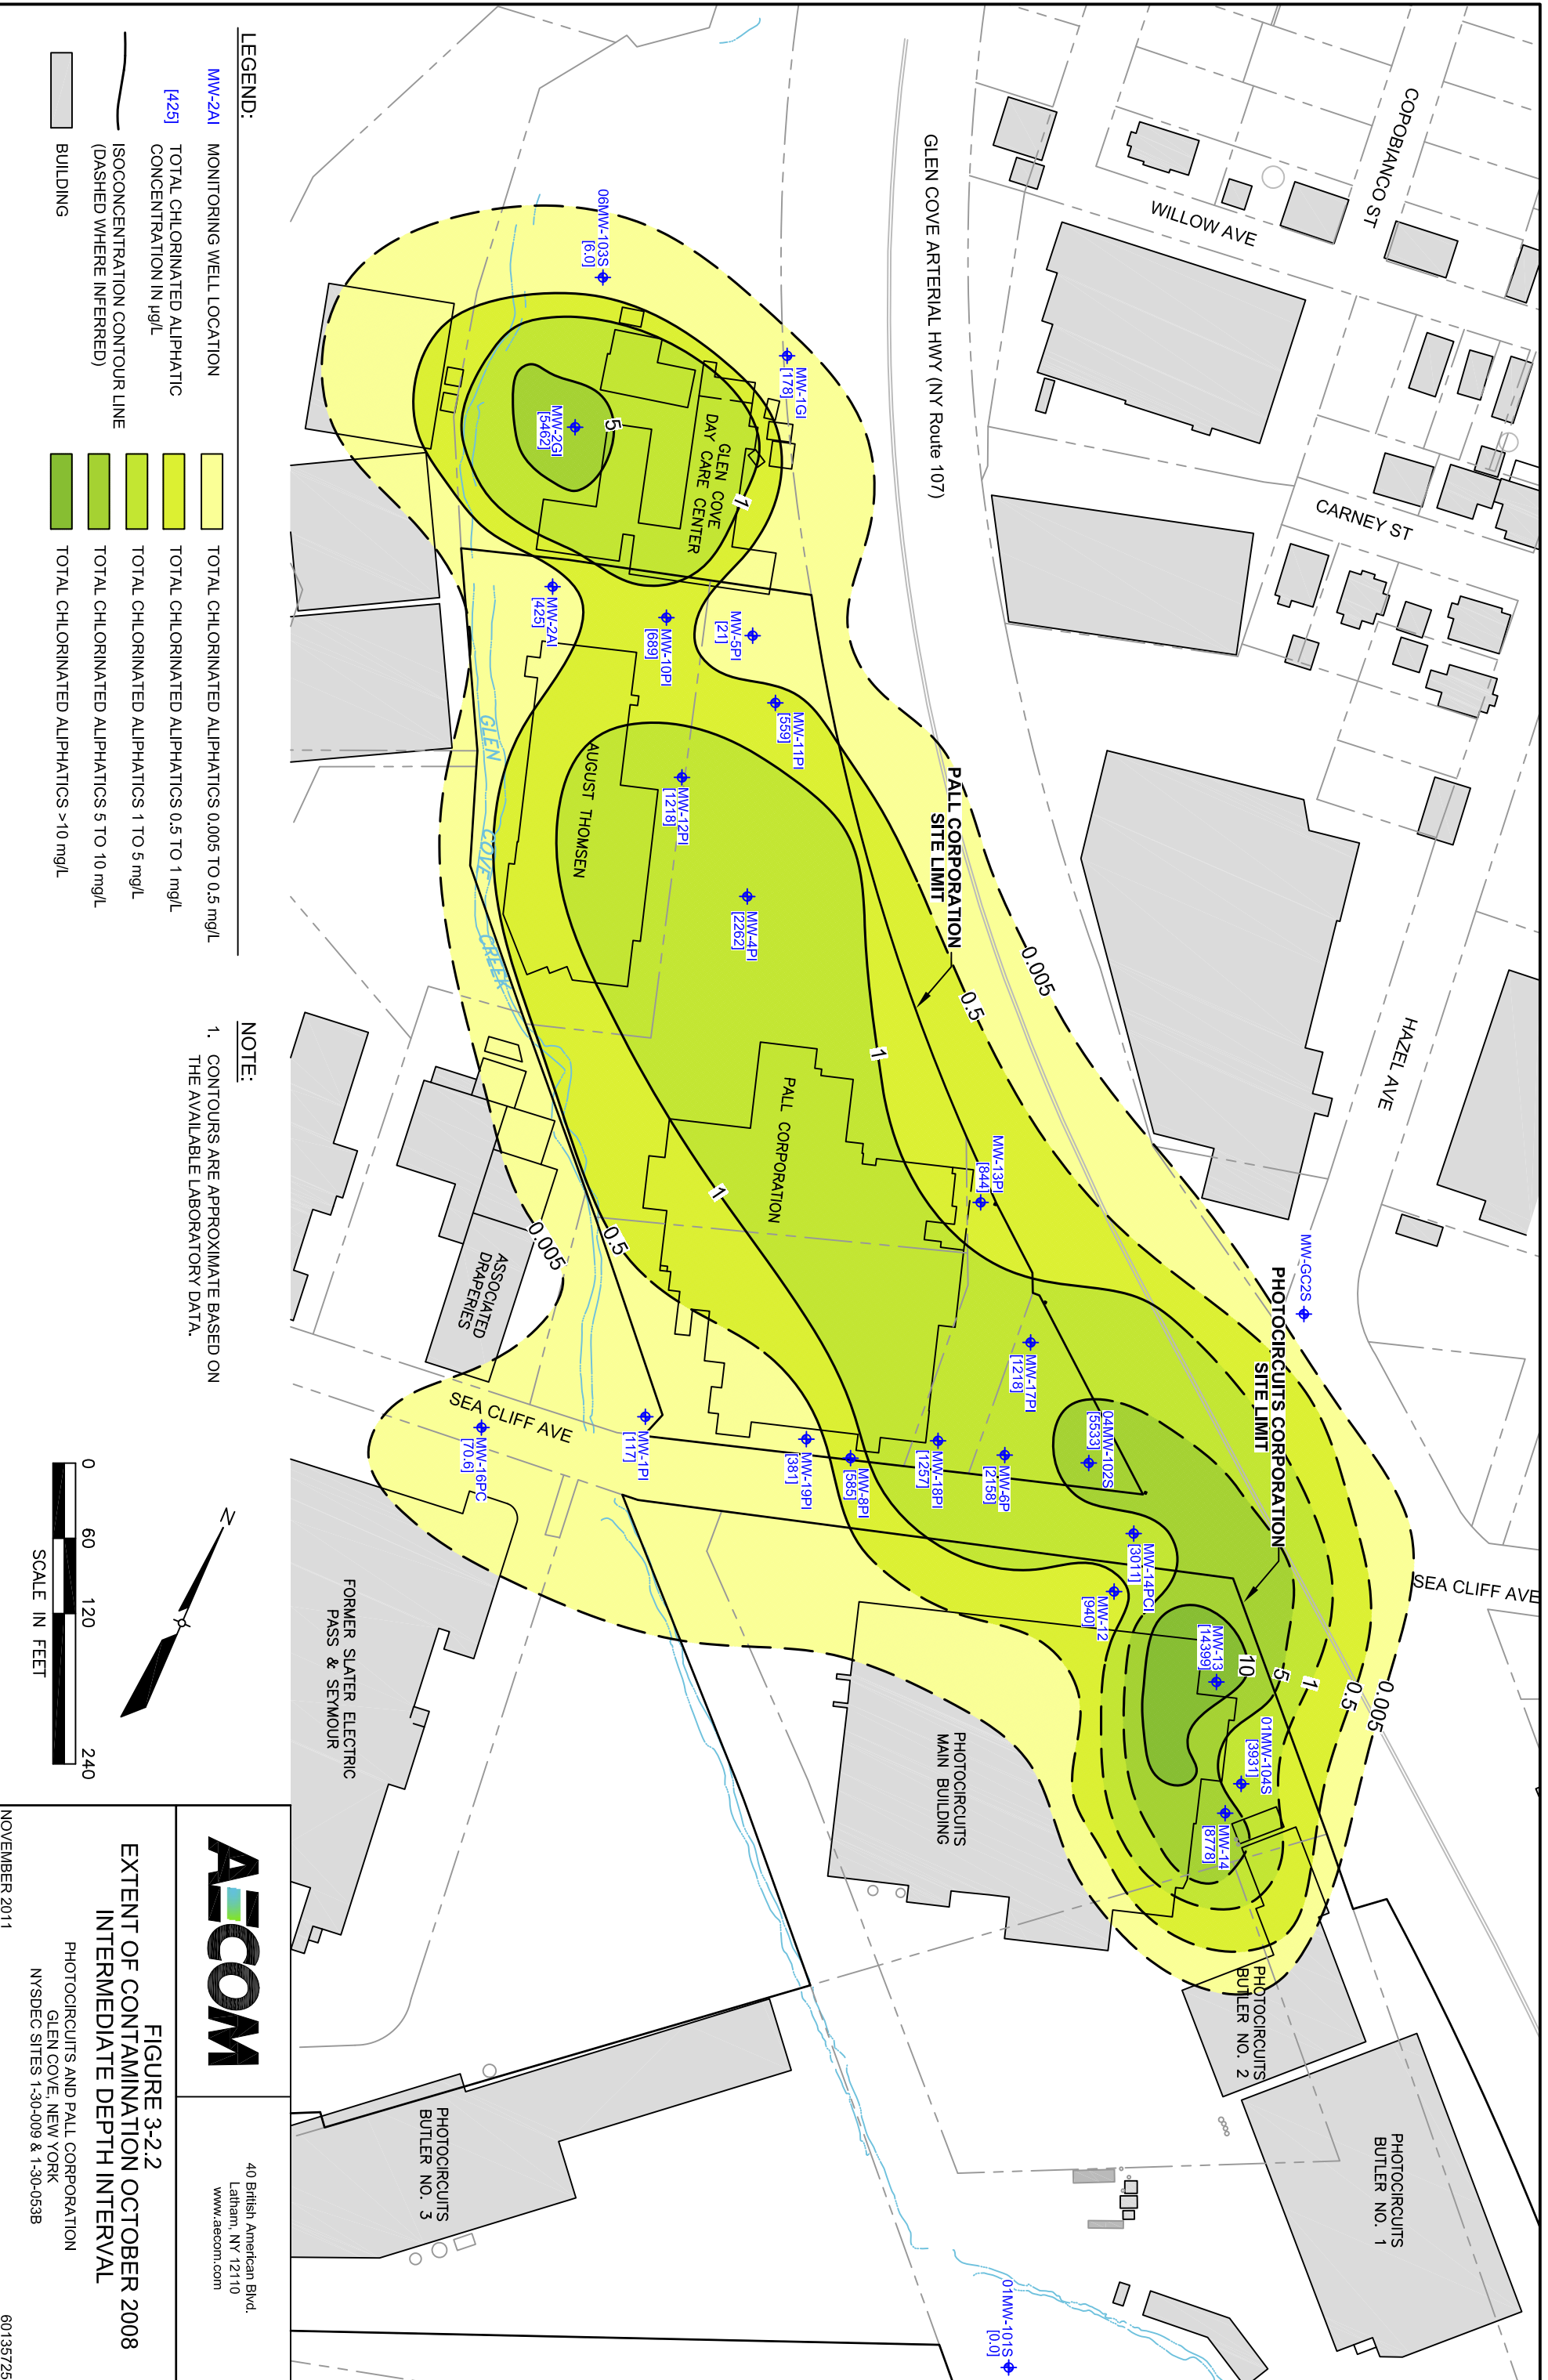 COPOBIANCO ST
WILLOW AVE
GLEN COVE ARTERIAL HWY (NY Route 107)
CARNEY ST
HAZEL AVE
SEA CLIFF AVE
06MW-103S
[6.0]
MW-1GI
[178]
GLEN COVE
DAY CARE CENTER
MW-2GI
[5462]
5
1
MW-2AI
[425]
MW-10PI
[689]
MW-5PI
[21]
MW-11PI
[559]
MW-12PI
[1218]
AUGUST THOMSEN
MW-4PI
[2262]
GLEN COVE CREEK
PALL CORPORATION
SITE LIMIT
0.005
0.5
1
PALL CORPORATION
MW-13PI
[844]
1
0.5
0.005
ASSOCIATED
DRAPERIES
MW-GC2S
PHOTOCIRCUITS CORPORATION
SITE LIMIT
MW-17PI
[1218]
04MW-102S
[5533]
MW-6P
[2158]
MW-18PI
[1257]
MW-8PI
[585]
MW-19PI
[381]
MW-1PI
[117]
SEA CLIFF AVE
MW-16PC
[70.6]
MW-14PCI
[3011]
MW-12
[940]
MW-13
[14399]
10
5
1
0.5
0.005
01MW-104S
[3931]
MW-14
[8778]
PHOTOCIRCUITS
MAIN BUILDING
FORMER SLATER ELECTRIC
PASS & SEYMOUR
PHOTOCIRCUITS
BUTLER NO. 2
PHOTOCIRCUITS
BUTLER NO. 1
PHOTOCIRCUITS
BUTLER NO. 3
01MW-101S
[0.0]
LEGEND:
MW-2AI MONITORING WELL LOCATION
[425] TOTAL CHLORINATED ALIPHATIC
CONCENTRATION IN µg/L
ISOCONCENTRATION CONTOUR LINE
(DASHED WHERE INFERRED)
BUILDING
TOTAL CHLORINATED ALIPHATICS 0.005 TO 0.5 mg/L
TOTAL CHLORINATED ALIPHATICS 0.5 TO 1 mg/L
TOTAL CHLORINATED ALIPHATICS 1 TO 5 mg/L
TOTAL CHLORINATED ALIPHATICS 5 TO 10 mg/L
TOTAL CHLORINATED ALIPHATICS >10 mg/L
NOTE:
1. CONTOURS ARE APPROXIMATE BASED ON
THE AVAILABLE LABORATORY DATA.
N
0 60 120 240
SCALE IN FEET
AECOM
40 British American Blvd.
Latham, NY 12110
www.aecom.com
FIGURE 3-2.2
EXTENT OF CONTAMINATION OCTOBER 2008
INTERMEDIATE DEPTH INTERVAL
PHOTOCIRCUITS AND PALL CORPORATION
GLEN COVE, NEW YORK
NYSDEC SITES 1-30-009 & 1-30-053B
NOVEMBER 2011
60135725